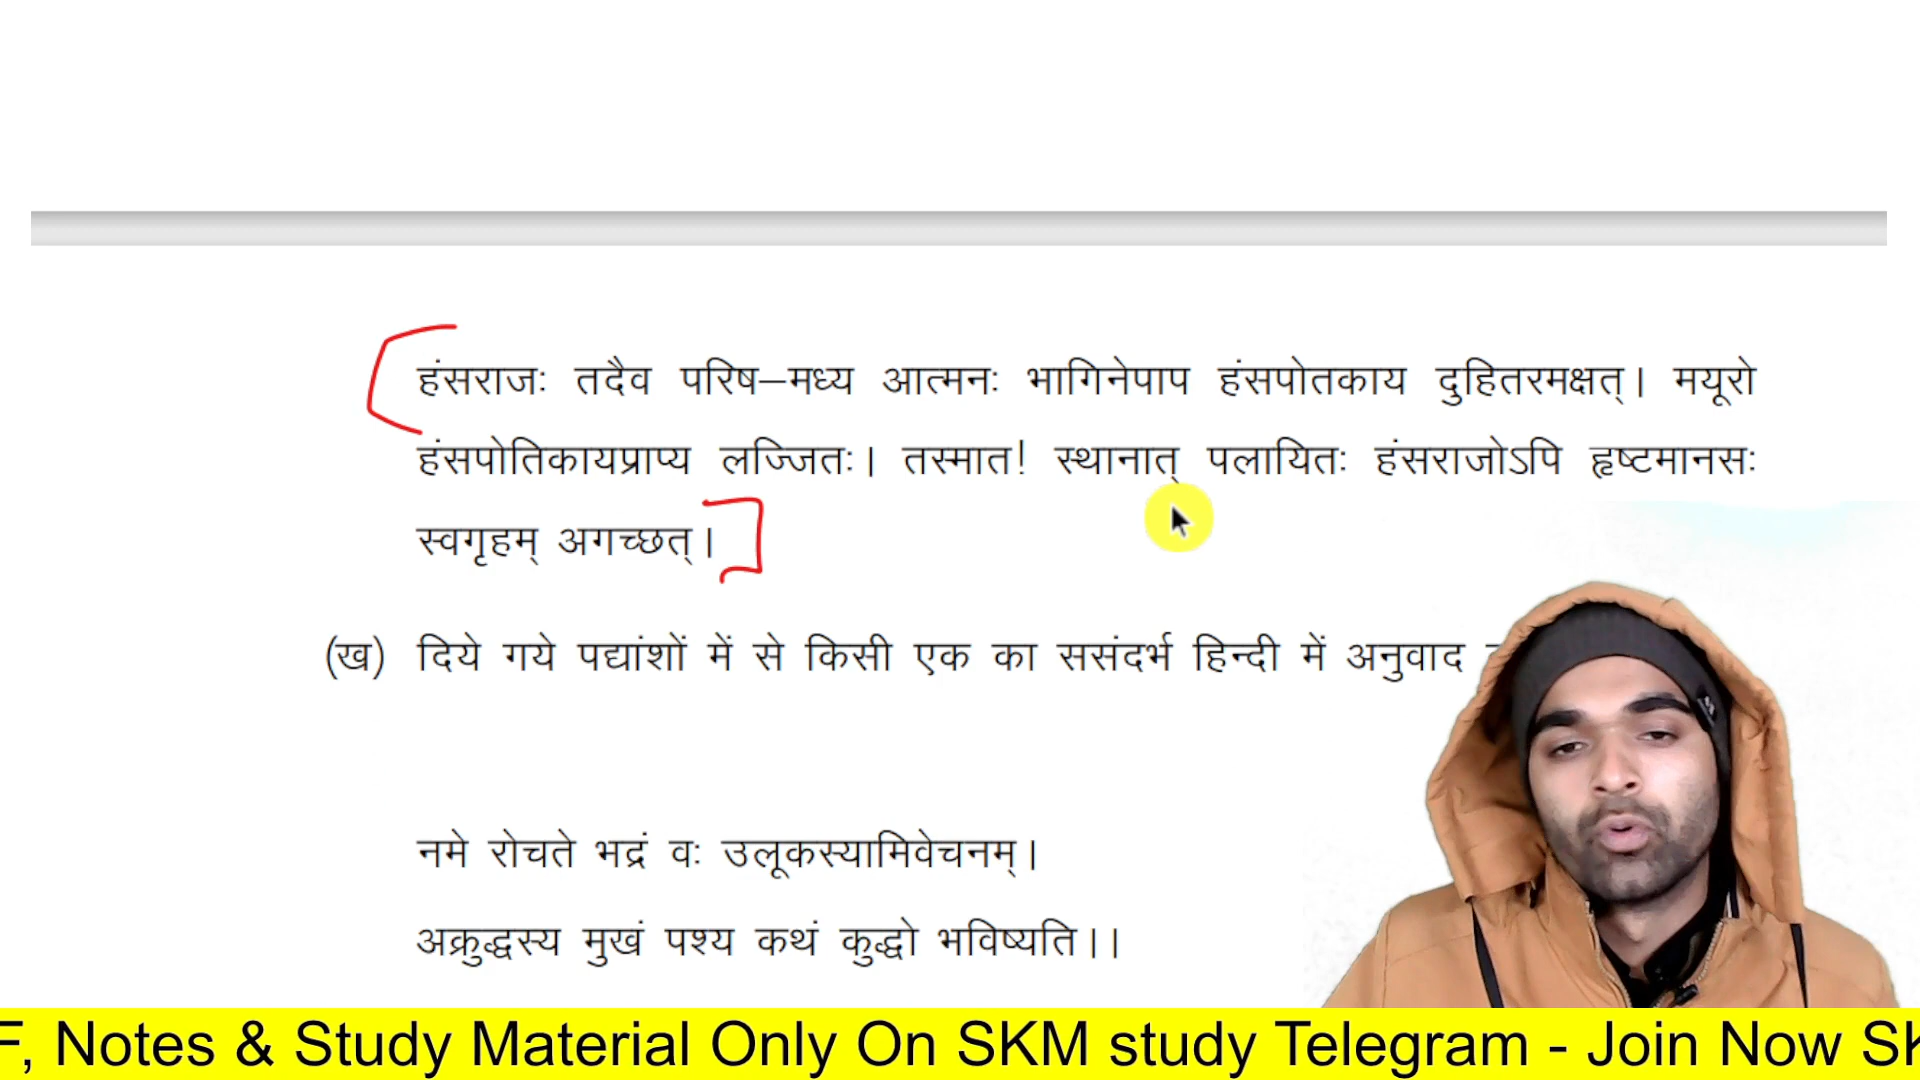 हंसराजः तदैव परिष–मध्य आत्मनः भागिनेपाप हंसपोतकाय दुहितरमक्षत्। मयूरो
हंसपोतिकायप्राप्य लज्जितः। तस्मात! स्थानात् पलायितः हंसराजोऽपि हृष्टमानसः
स्वगृहम् अगच्छत्।
(ख) दिये गये पद्यांशों में से किसी एक का ससंदर्भ हिन्दी में अनुवाद
नमे रोचते भद्रं वः उलूकस्यामिवेचनम्।
अक्रुद्धस्य मुखं पश्य कथं कुद्धो भविष्यति।।
F, Notes & Study Material Only On SKM study Telegram - Join Now SK